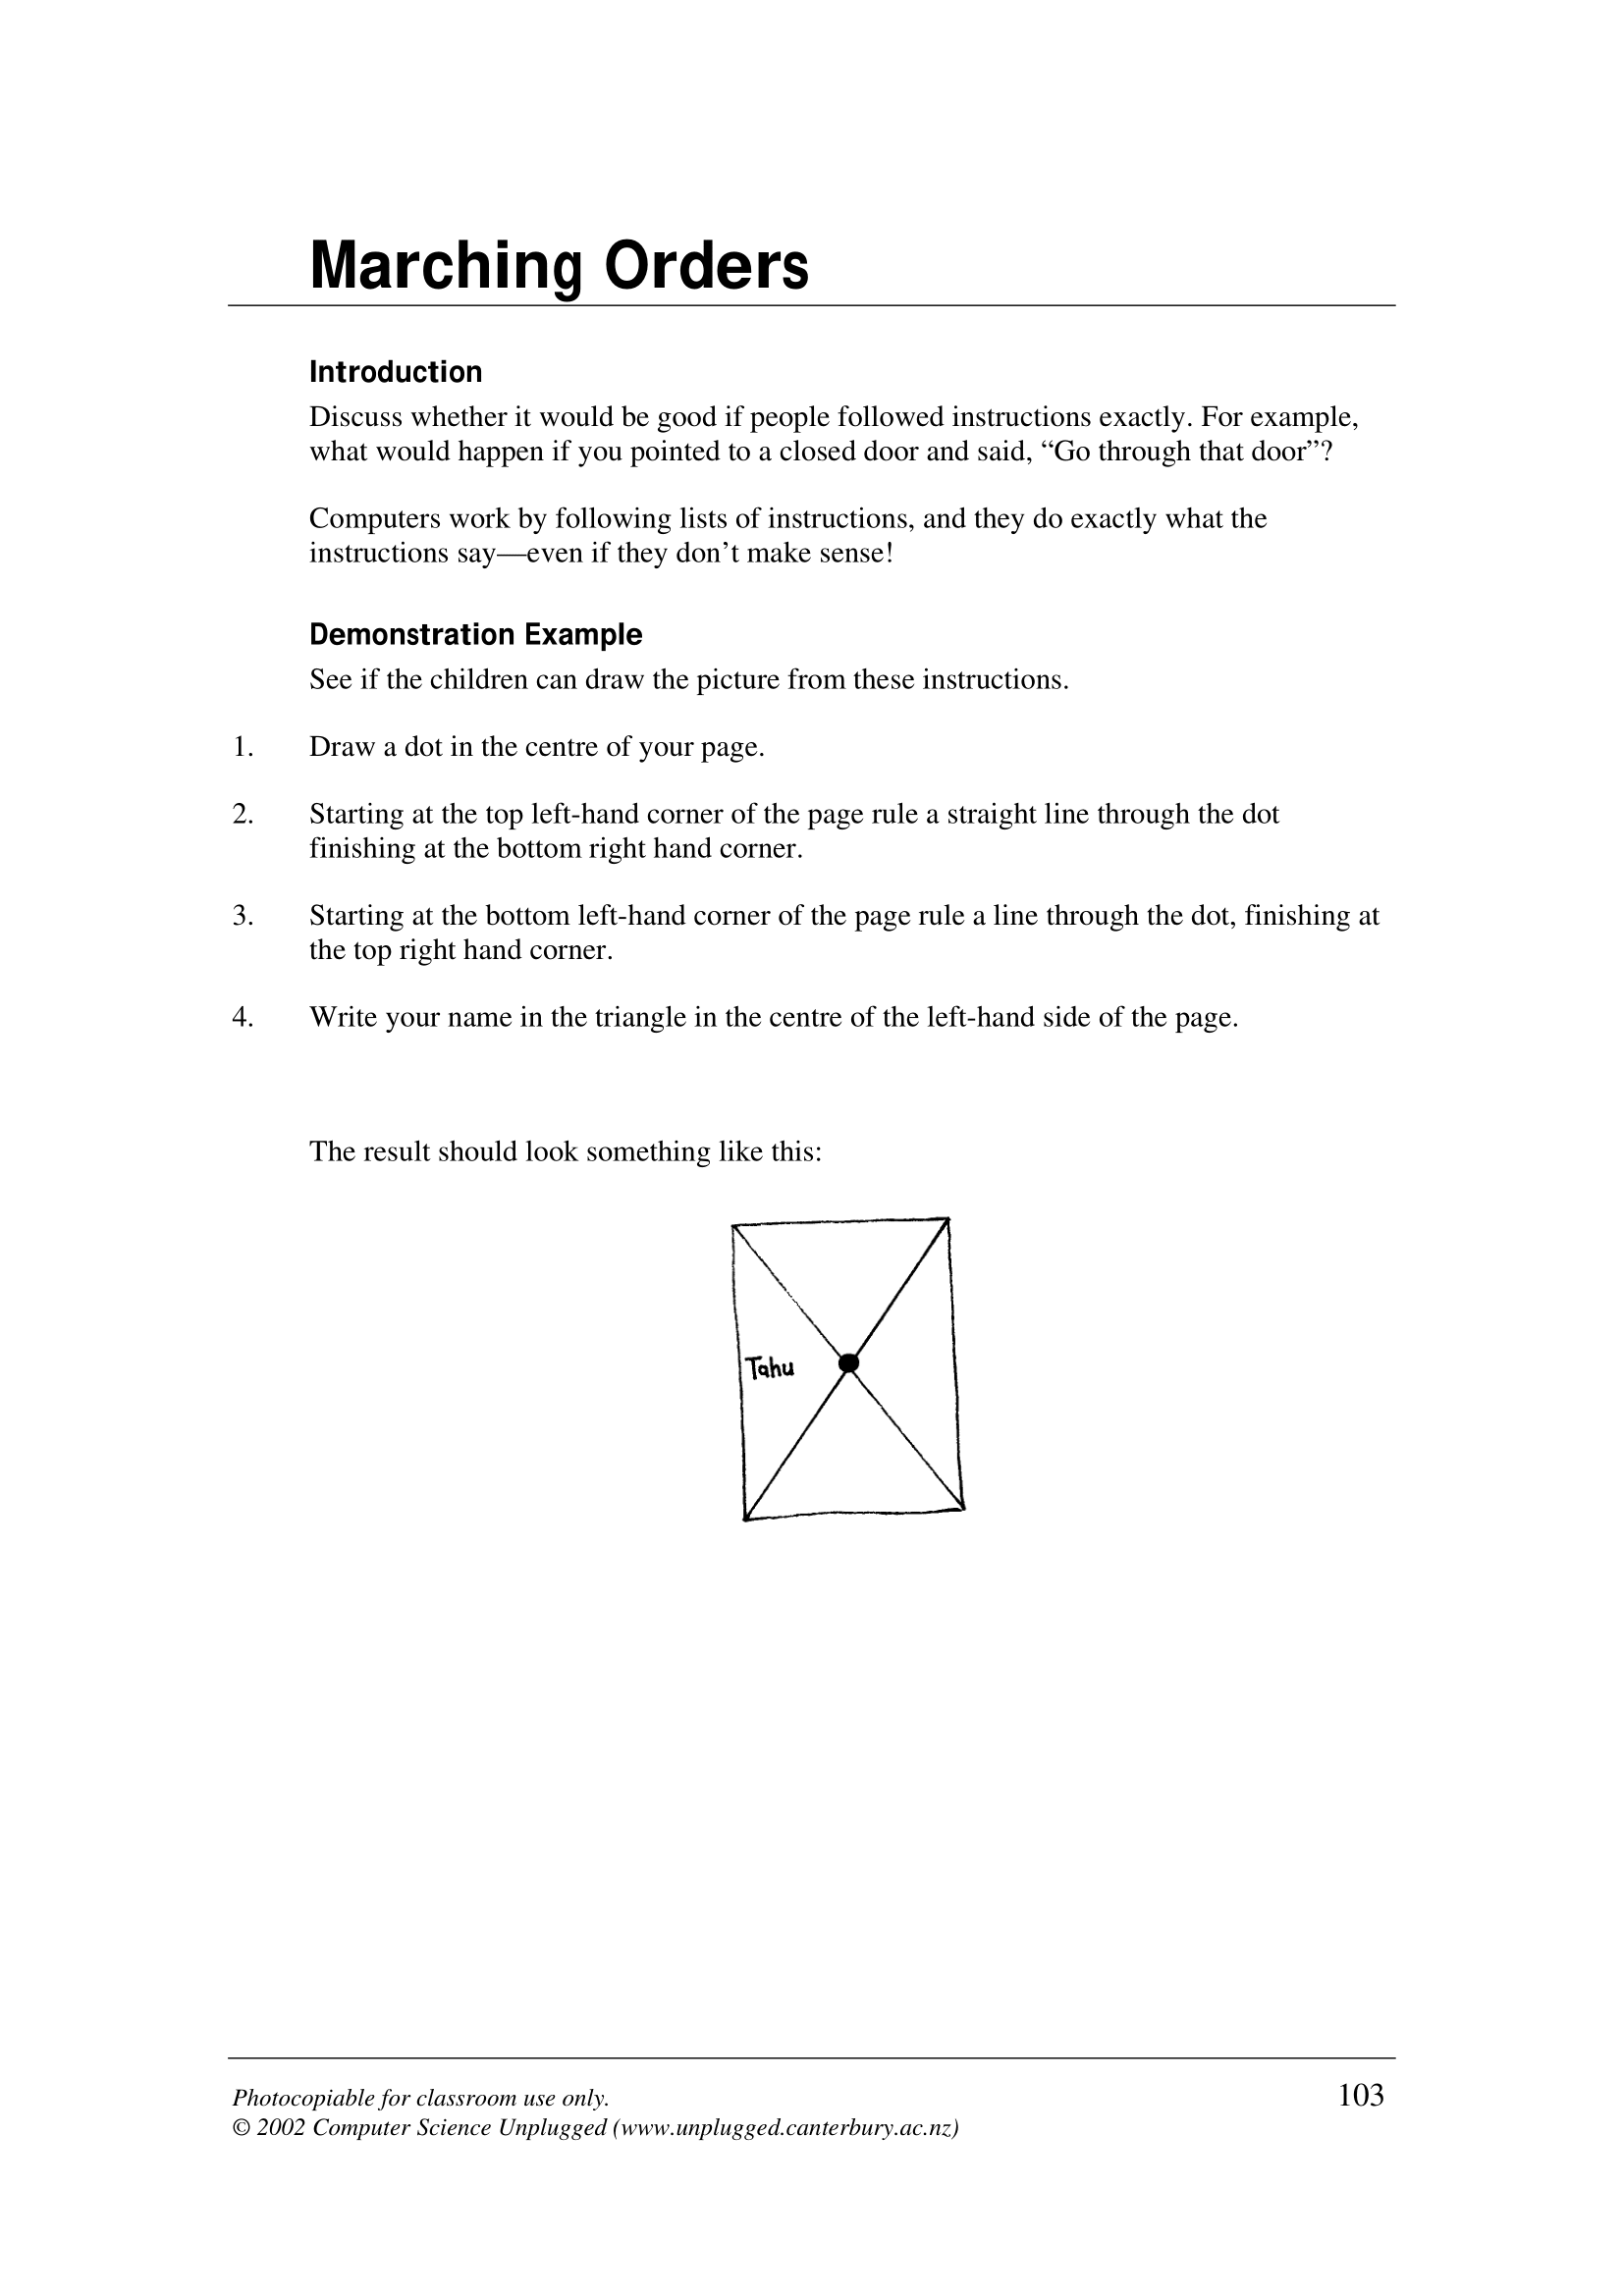 Marching Orders
Introduction
Discuss whether it would be good if people followed instructions exactly. For example,
what would happen if you pointed to a closed door and said, “Go through that door”?
Computers work by following lists of instructions, and they do exactly what the
instructions say—even if they don’t make sense!
Demonstration Example
See if the children can draw the picture from these instructions.
1. Draw a dot in the centre of your page.
2. Starting at the top left-hand corner of the page rule a straight line through the dot
finishing at the bottom right hand corner.
3. Starting at the bottom left-hand corner of the page rule a line through the dot, finishing at
the top right hand corner.
4. Write your name in the triangle in the centre of the left-hand side of the page.
The result should look something like this:
Tahu
Photocopiable for classroom use only. 103
© 2002 Computer Science Unplugged (www.unplugged.canterbury.ac.nz)